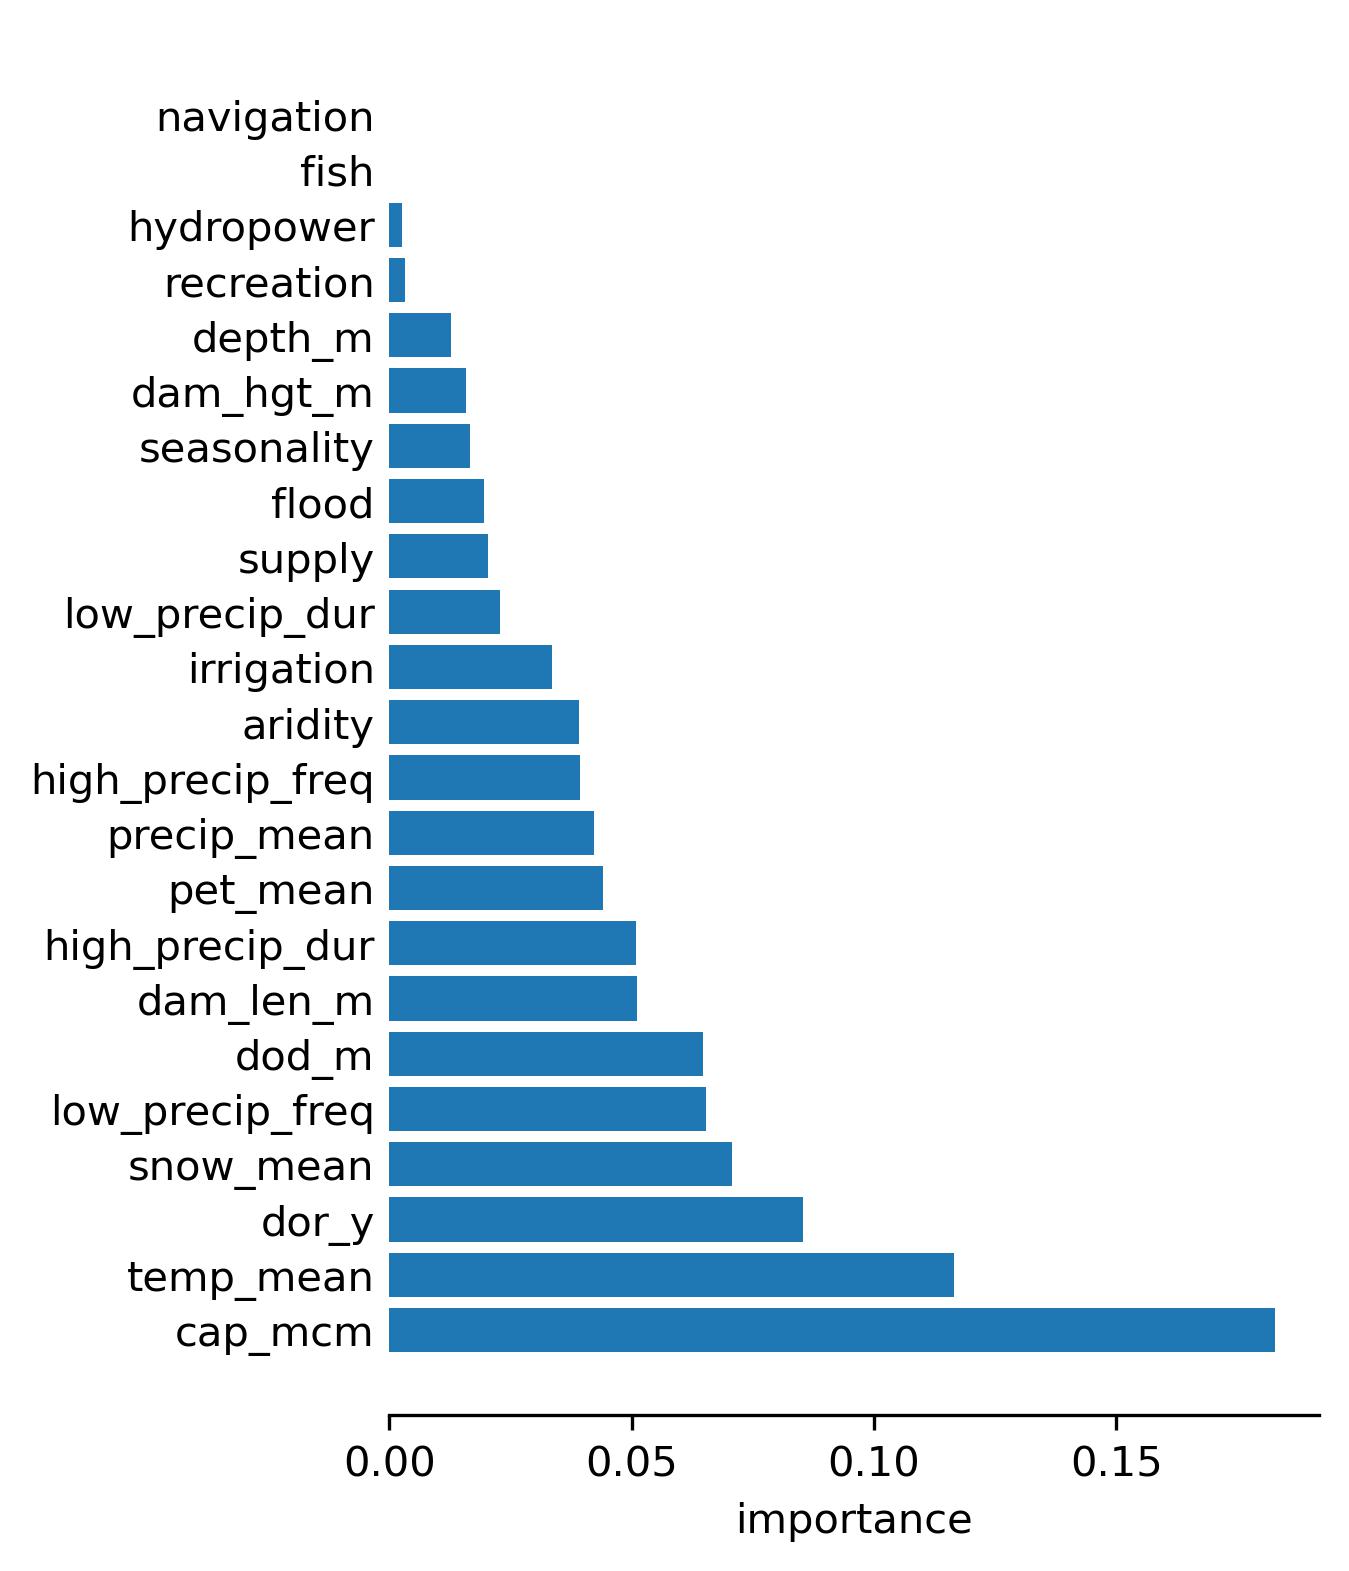 navigation
fish
hydropower
recreation
depth_m
dam_hgt_m
seasonality
flood
supply
low_precip_dur
irrigation
aridity
high_precip_freq
precip_mean
pet_mean
high_precip_dur
dam_len_m
dod_m
low_precip_freq
snow_mean
dor_y
temp_mean
cap_mcm
0.00 0.05 0.10 0.15
importance